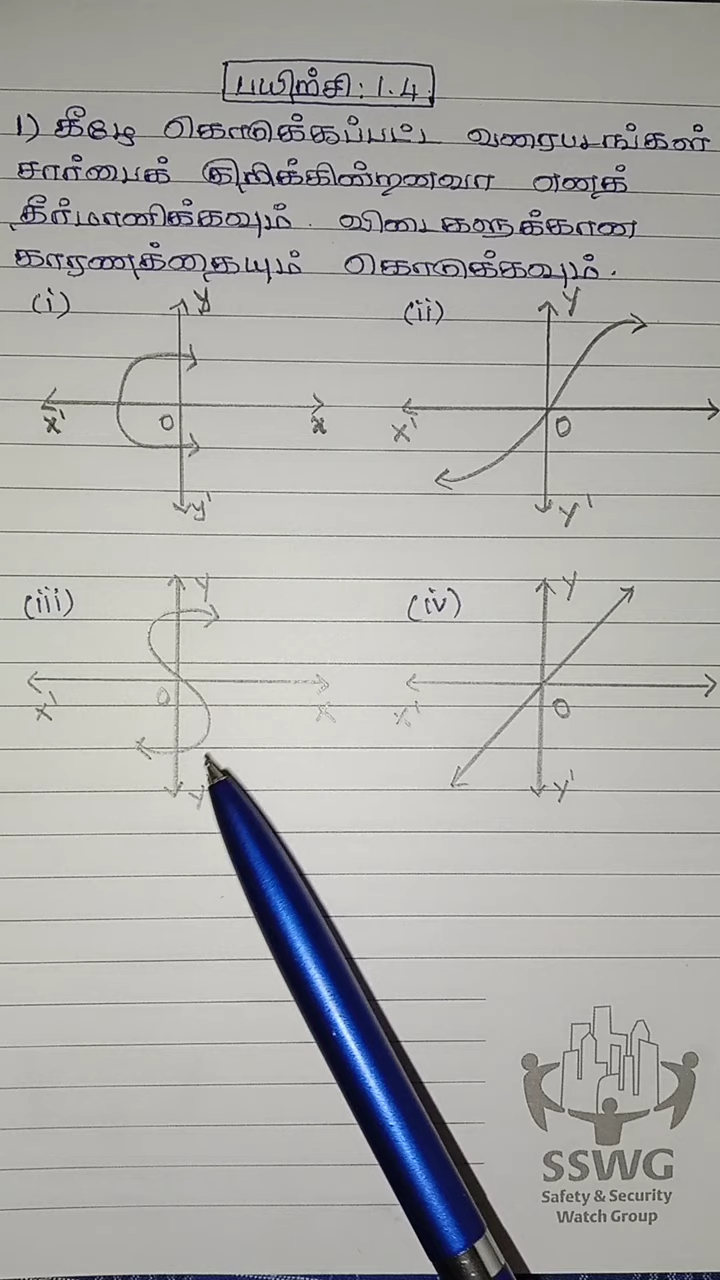 பயிற்சி : 1.4
1) கீழே கொடுக்கப்பட்ட வரைபடங்கள்
சார்பைக் குறிக்கின்றனவா எனத்
தீர்மானிக்கவும். விடைகளுக்கான
காரணத்தையும் கொடுக்கவும்.
(i) y (ii) y
x' O x x' O
y' y'
(iii) y (iv) y
x' O x x' O
y y'
SSWG
Safety & Security
Watch Group